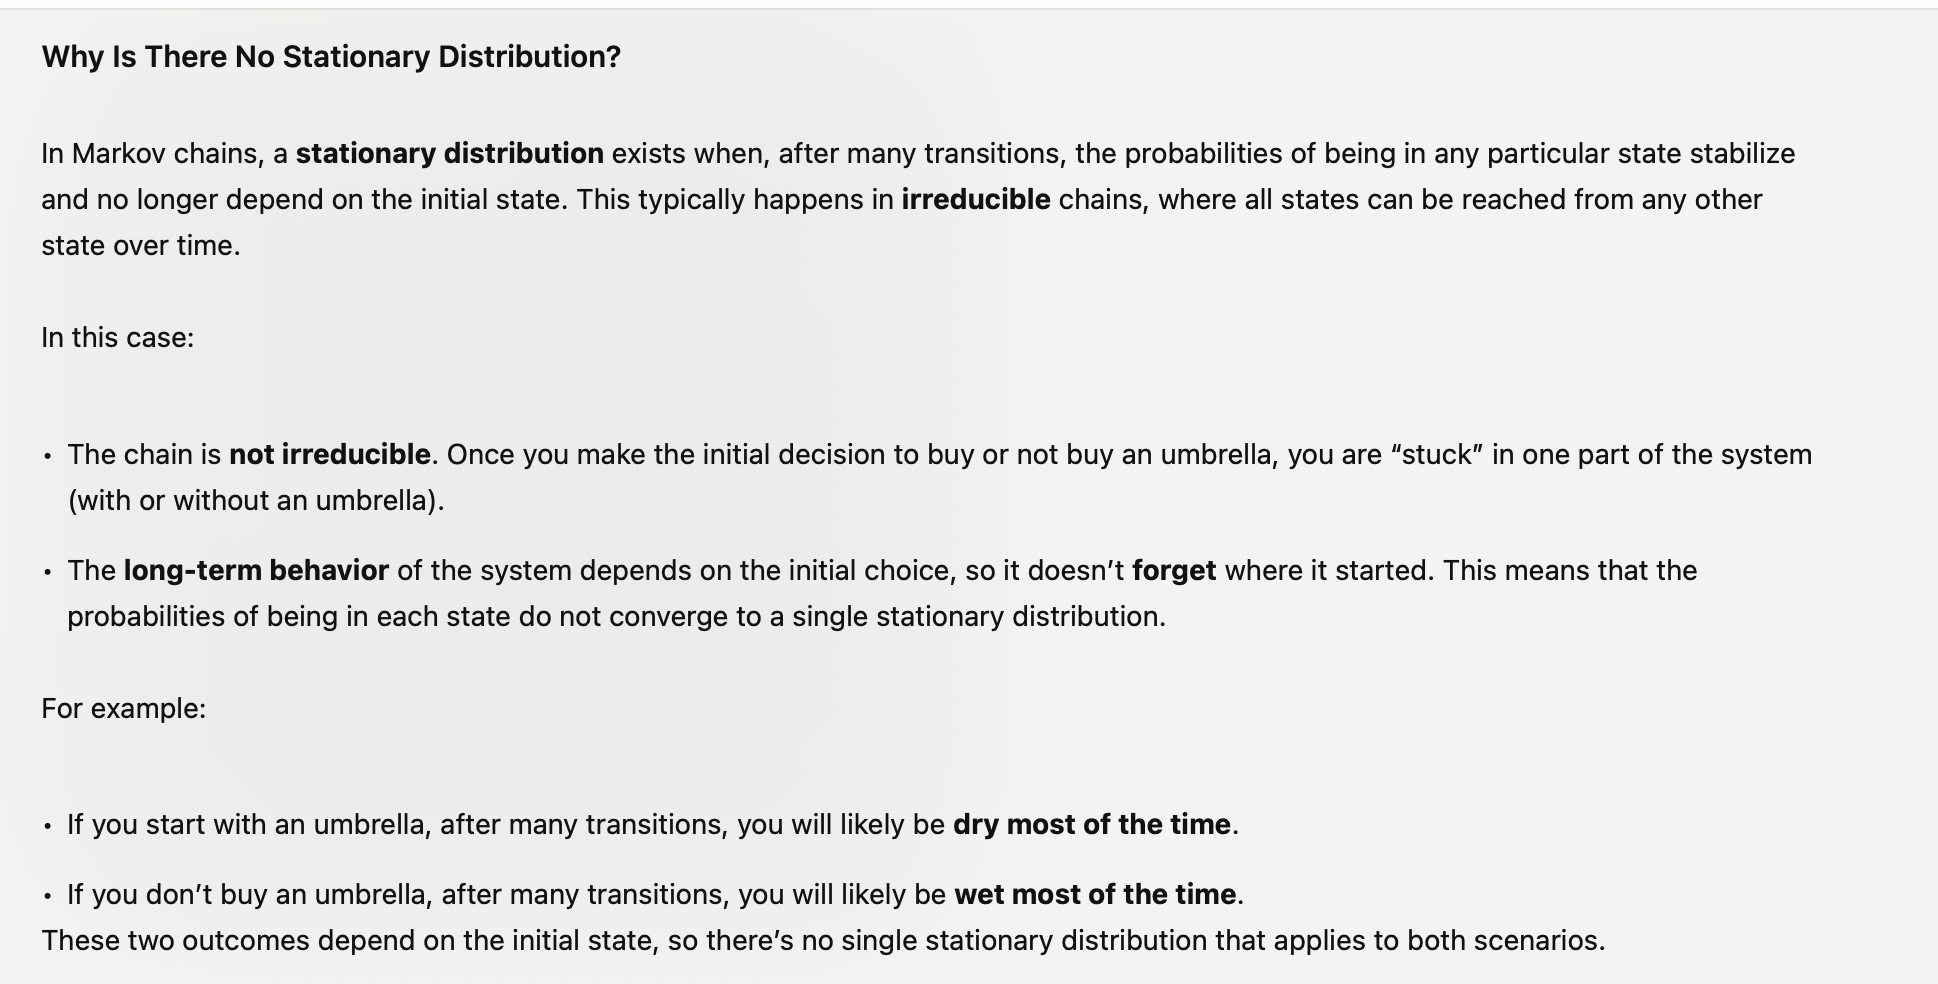 Why Is There No Stationary Distribution?
In Markov chains, a stationary distribution exists when, after many transitions, the probabilities of being in any particular state stabilize
and no longer depend on the initial state. This typically happens in irreducible chains, where all states can be reached from any other
state over time.
In this case:
• The chain is not irreducible. Once you make the initial decision to buy or not buy an umbrella, you are “stuck” in one part of the system
(with or without an umbrella).
• The long-term behavior of the system depends on the initial choice, so it doesn’t forget where it started. This means that the
probabilities of being in each state do not converge to a single stationary distribution.
For example:
• If you start with an umbrella, after many transitions, you will likely be dry most of the time.
• If you don’t buy an umbrella, after many transitions, you will likely be wet most of the time.
These two outcomes depend on the initial state, so there’s no single stationary distribution that applies to both scenarios.